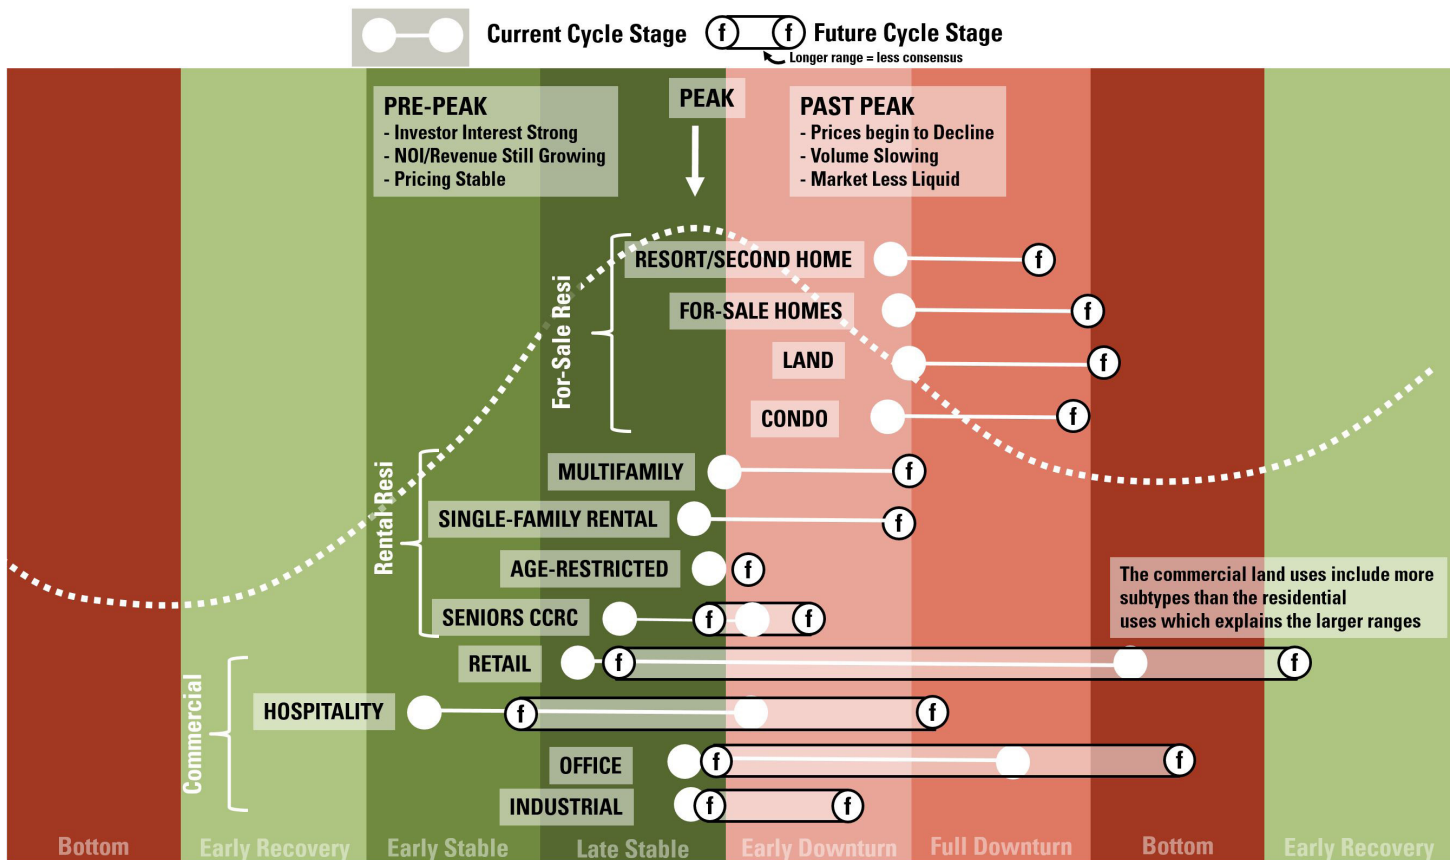 f f
Current Cycle Stage
Future Cycle Stage
Longer range = less consensus
PRE-PEAK
- Investor Interest Strong
- NOI/Revenue Still Growing
- Pricing Stable
PEAK
PAST PEAK
- Prices begin to Decline
- Volume Slowing
- Market Less Liquid
For-Sale Resi
RESORT/SECOND HOME f
FOR-SALE HOMES f
LAND f
CONDO f
Rental Resi
MULTIFAMILY f
SINGLE-FAMILY RENTAL f
AGE-RESTRICTED f
SENIORS CCRC f f
The commercial land uses include more
subtypes than the residential
uses which explains the larger ranges
Commercial
RETAIL f f
HOSPITALITY f f
OFFICE f f
INDUSTRIAL f f
Bottom
Early Recovery
Early Stable
Late Stable
Early Downturn
Full Downturn
Bottom
Early Recovery